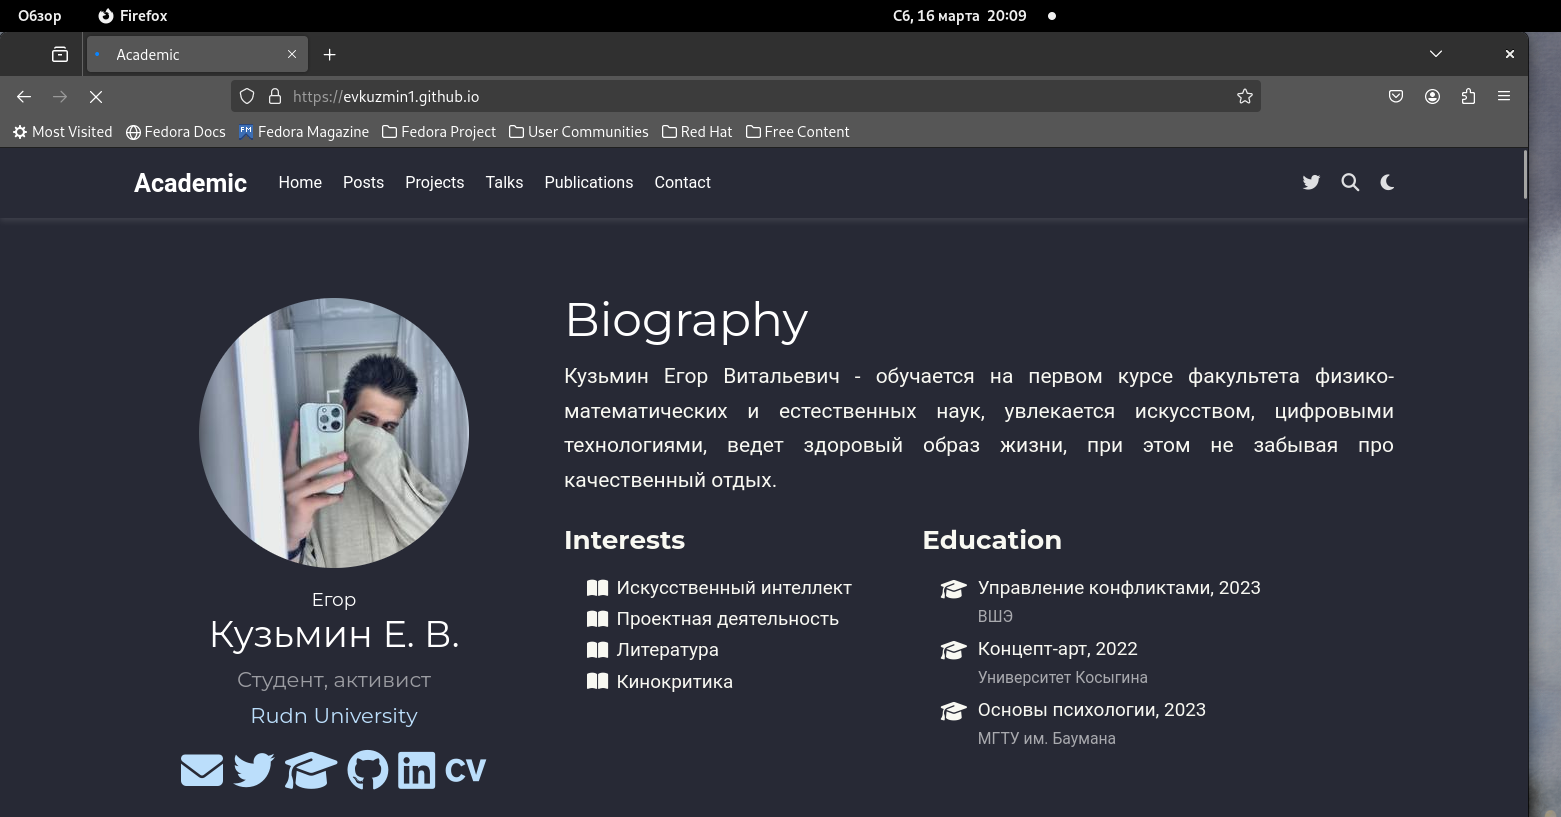 Обзор Firefox Сб, 16 марта 20:09
Academic
https://evkuzmin1.github.io
Most Visited Fedora Docs FM Fedora Magazine Fedora Project User Communities Red Hat Free Content
Academic Home Posts Projects Talks Publications Contact
Biography
Кузьмин Егор Витальевич - обучается на первом курсе факультета физико-
математических и естественных наук, увлекается искусством, цифровыми
технологиями, ведет здоровый образ жизни, при этом не забывая про
качественный отдых.
Interests
Искусственный интеллект
Проектная деятельность
Литература
Кинокритика
Education
Управление конфликтами, 2023
ВШЭ
Концепт-арт, 2022
Университет Косыгина
Основы психологии, 2023
МГТУ им. Баумана
Егор
Кузьмин Е. В.
Студент, активист
Rudn University
in CV